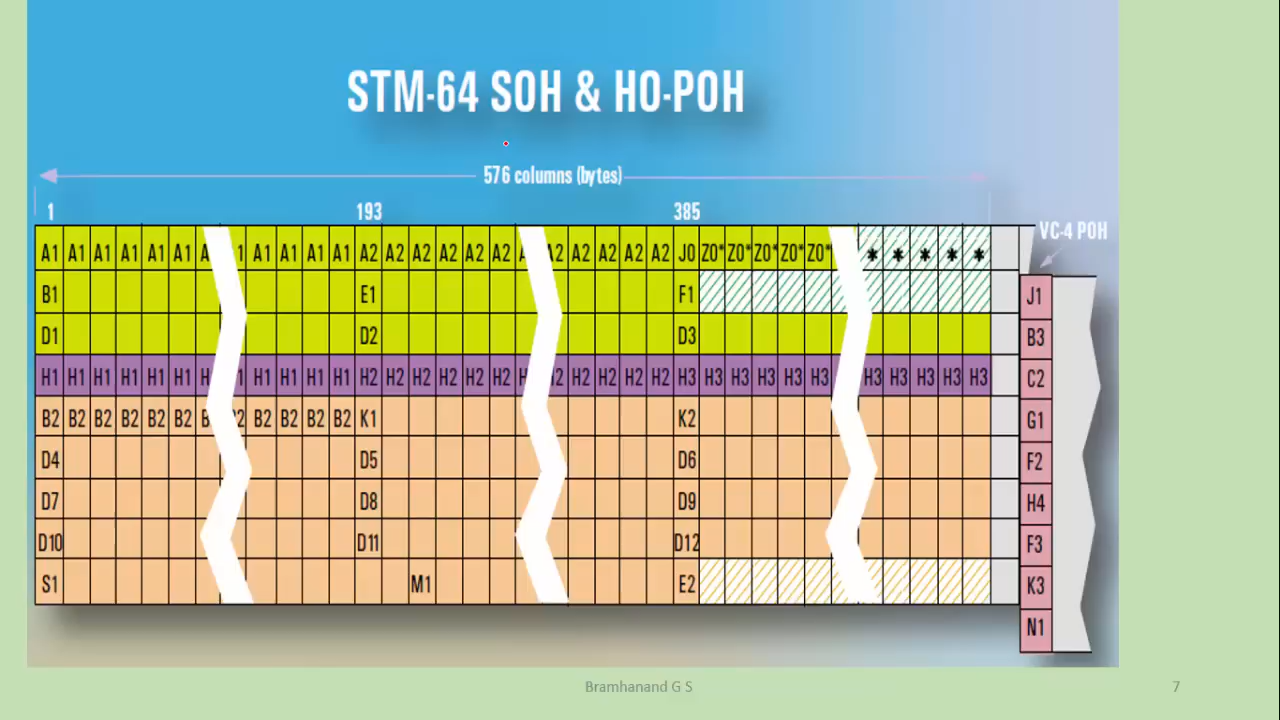 STM-64 SOH & HO-POH
576 columns (bytes)
1 193 385
VC-4 POH
A1 A1 A1 A1 A1 A1 A1 A1 A1 A1 A2 A2 A2 A2 A2 A2 A2 A2 A2 A2 J0 Z0* Z0* Z0* Z0* Z0* * * * * *
B1 E1 F1
D1 D2 D3
H1 H1 H1 H1 H1 H1 H1 H1 H1 H1 H2 H2 H2 H2 H2 H2 H2 H2 H2 H2 H3 H3 H3 H3 H3 H3 H3 H3 H3 H3 H3
B2 B2 B2 B2 B2 B2 B2 B2 B2 B2 K1 K2
D4 D5 D6
D7 D8 D9
D10 D11 D12
S1 M1 E2
J1
B3
C2
G1
F2
H4
F3
K3
N1
Bramhanand G S
7